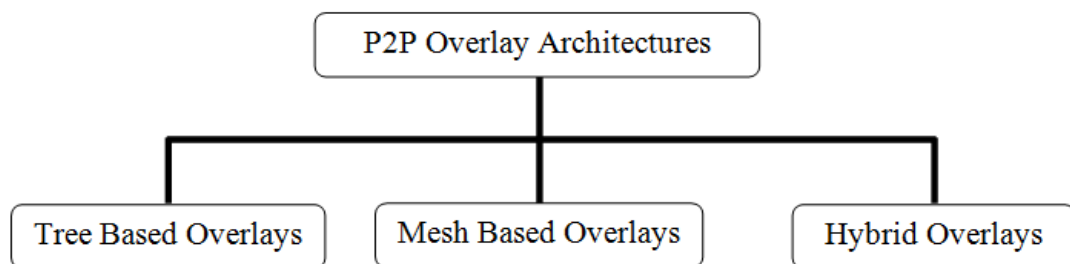 P2P Overlay Architectures
Tree Based Overlays
Mesh Based Overlays
Hybrid Overlays